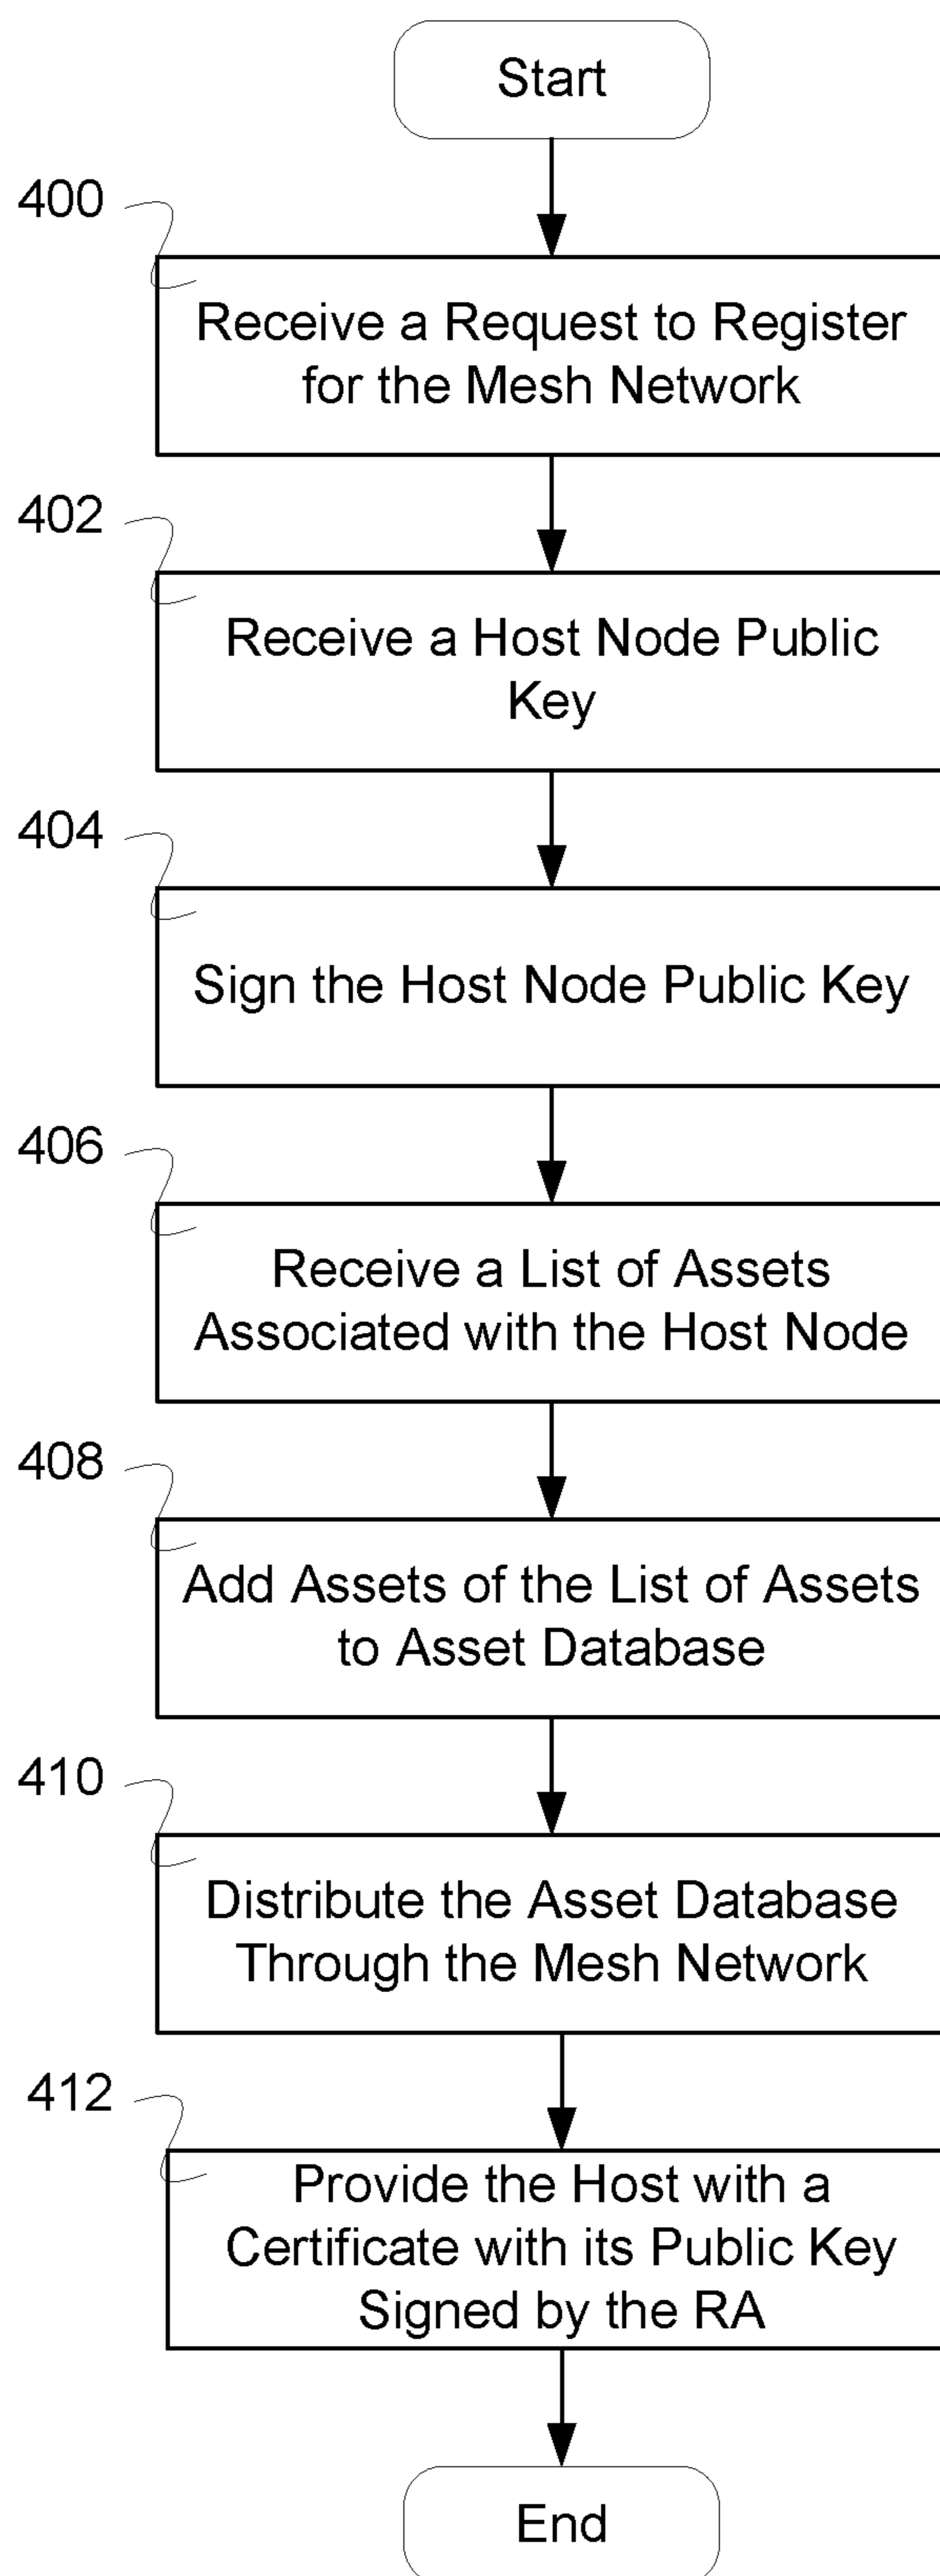 Start
400
Receive a Request to Register
for the Mesh Network
402
Receive a Host Node Public
Key
404
Sign the Host Node Public Key
406
Receive a List of Assets
Associated with the Host Node
408
Add Assets of the List of Assets
to Asset Database
410
Distribute the Asset Database
Through the Mesh Network
412
Provide the Host with a
Certificate with its Public Key
Signed by the RA
End